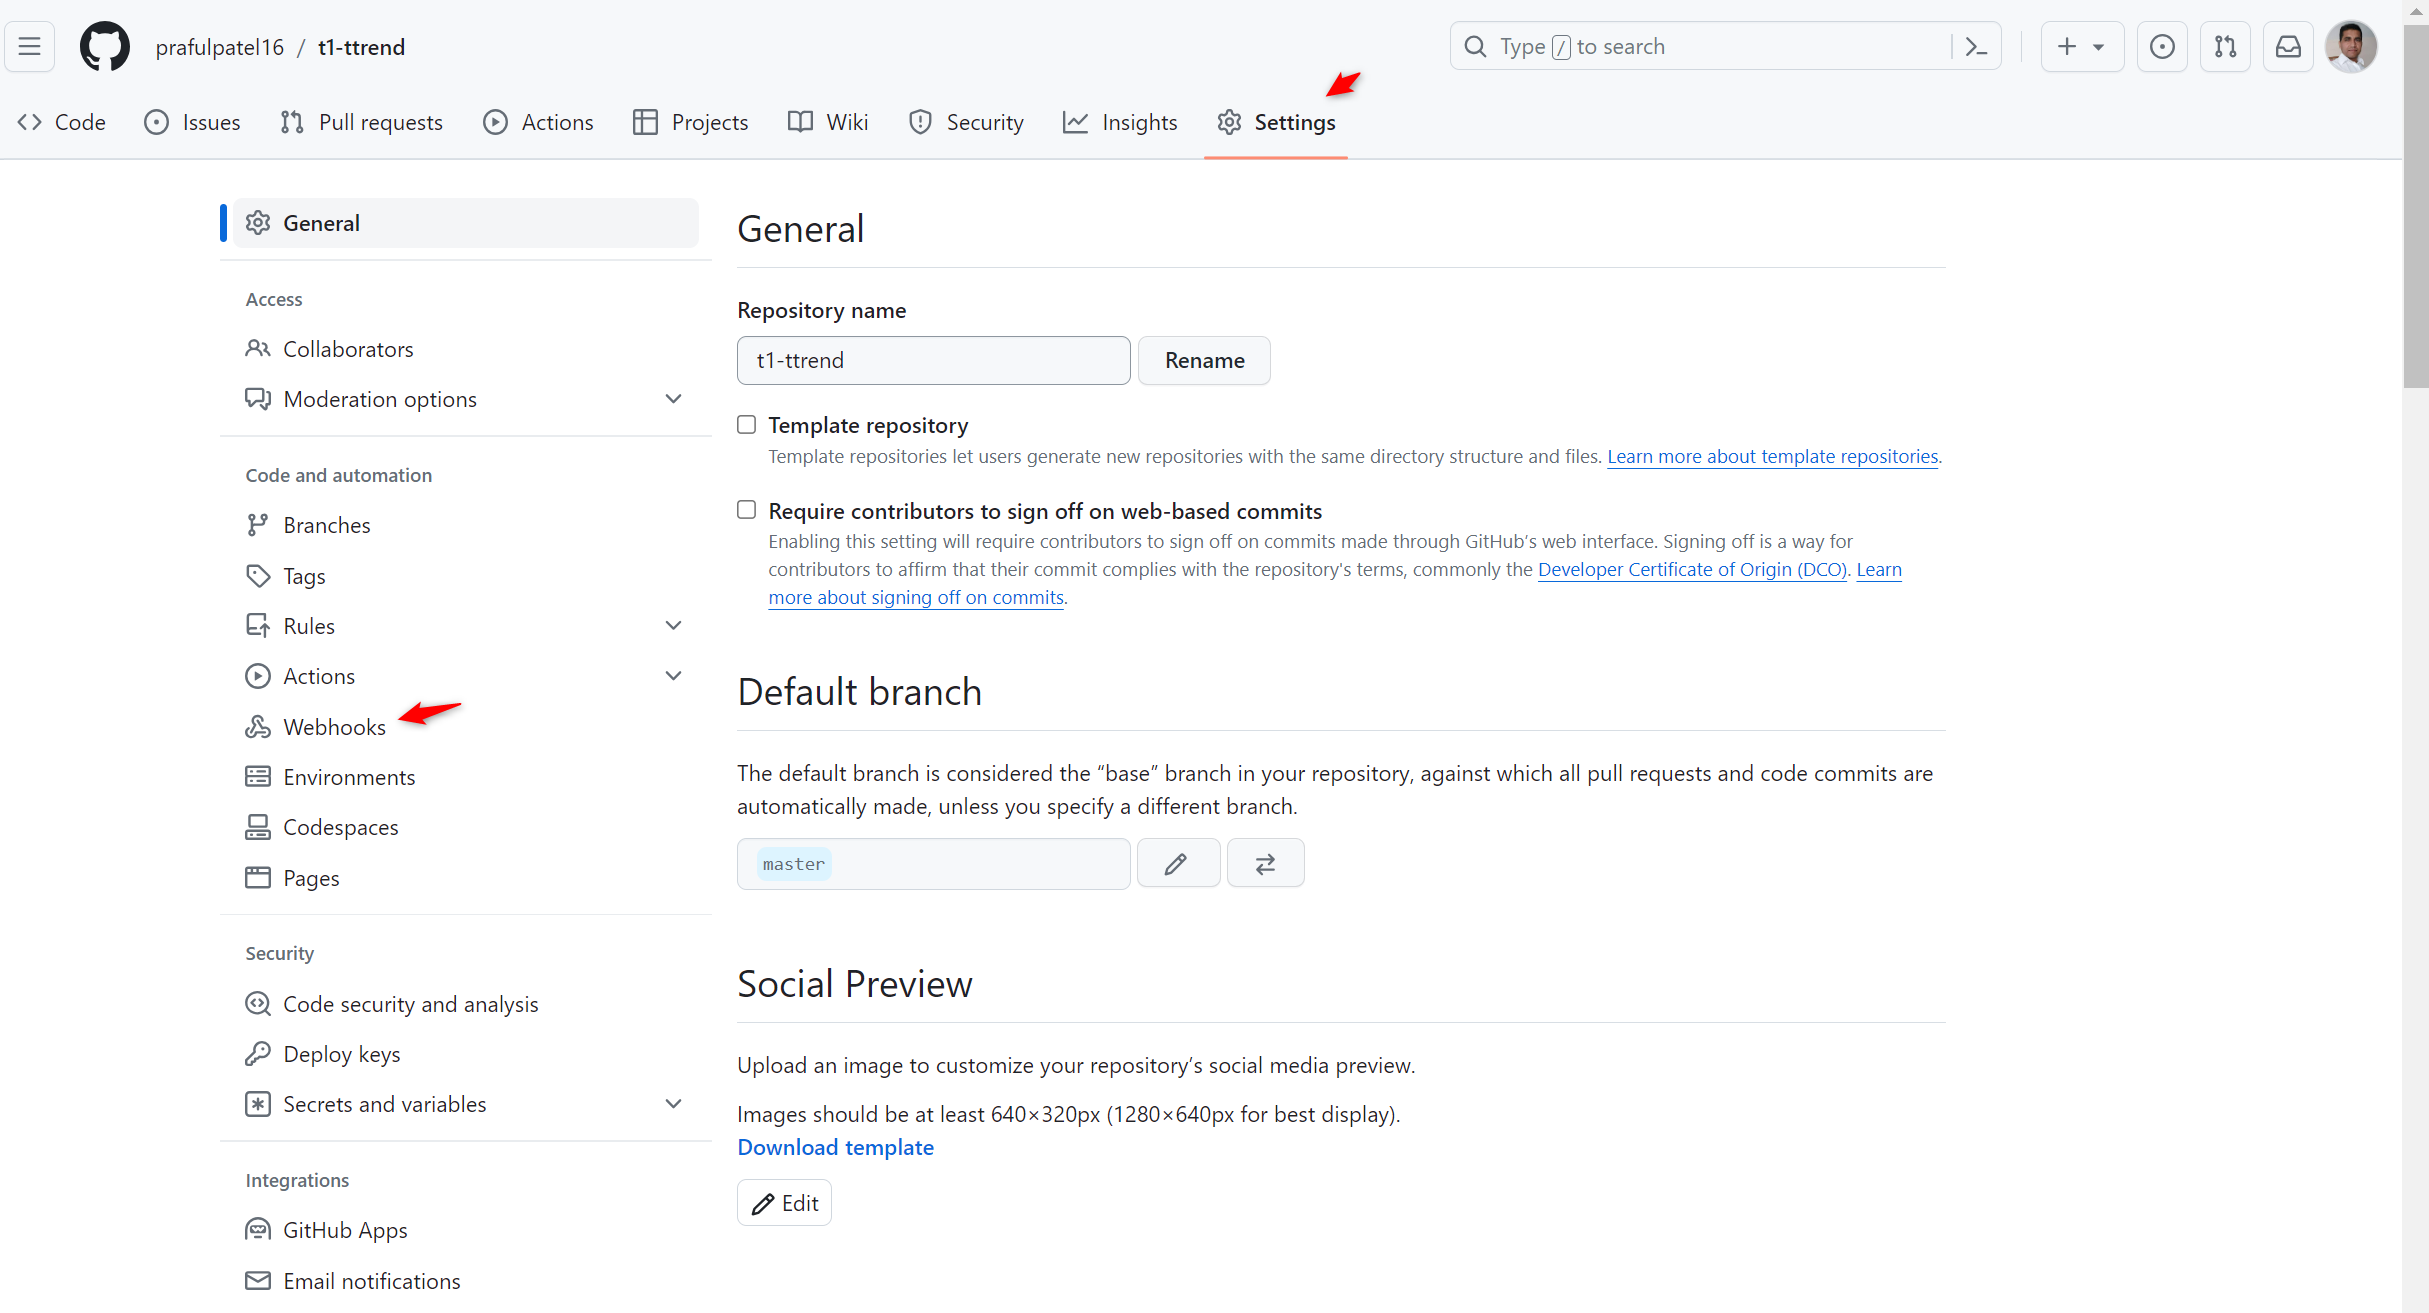 prafulpatel16 / t1-ttrend
Type / to search
Code Issues Pull requests Actions Projects Wiki Security Insights Settings
General
Access
Collaborators
Moderation options
Code and automation
Branches
Tags
Rules
Actions
Webhooks
Environments
Codespaces
Pages
Security
Code security and analysis
Deploy keys
Secrets and variables
Integrations
GitHub Apps
Email notifications
General
Repository name
t1-ttrend Rename
Template repository
Template repositories let users generate new repositories with the same directory structure and files. Learn more about template repositories.
Require contributors to sign off on web-based commits
Enabling this setting will require contributors to sign off on commits made through GitHub's web interface. Signing off is a way for
contributors to affirm that their commit complies with the repository's terms, commonly the Developer Certificate of Origin (DCO). Learn
more about signing off on commits.
Default branch
The default branch is considered the “base” branch in your repository, against which all pull requests and code commits are
automatically made, unless you specify a different branch.
master
Social Preview
Upload an image to customize your repository’s social media preview.
Images should be at least 640×320px (1280×640px for best display).
Download template
Edit